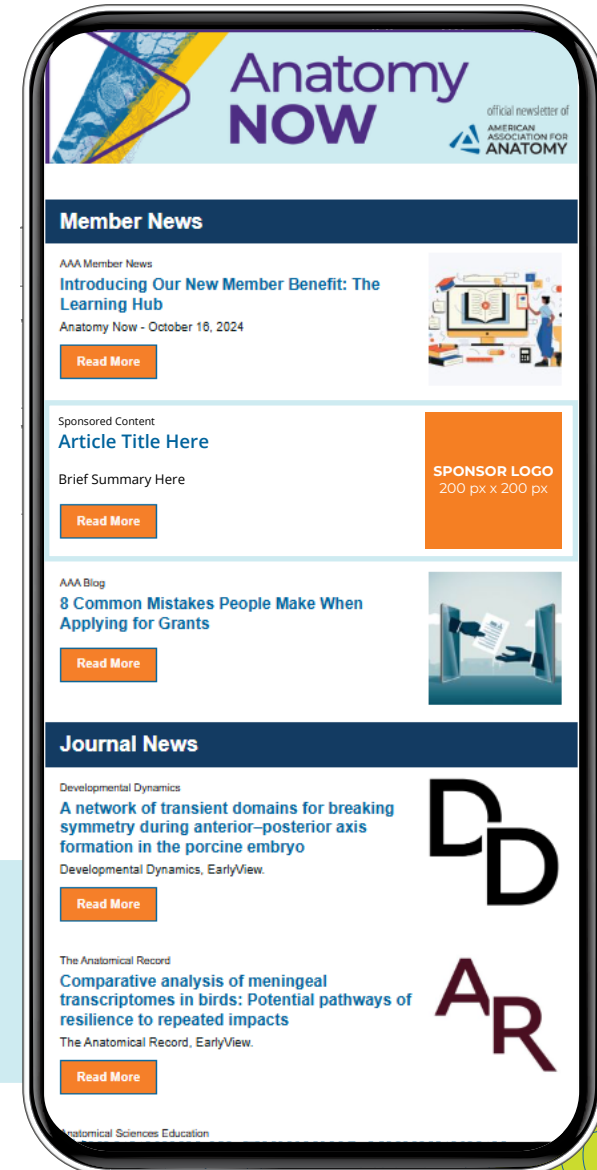 Anatomy
NOW
official newsletter of
AMERICAN
ASSOCIATION FOR
ANATOMY
Member News
AAA Member News
Introducing Our New Member Benefit: The
Learning Hub
Anatomy Now - October 16, 2024
Read More
Sponsored Content
Article Title Here
Brief Summary Here
Read More
SPONSOR LOGO
200 px x 200 px
AAA Blog
8 Common Mistakes People Make When
Applying for Grants
Read More
Journal News
Developmental Dynamics
A network of transient domains for breaking
symmetry during anterior–posterior axis
formation in the porcine embryo
Developmental Dynamics, EarlyView.
Read More
DD
The Anatomical Record
Comparative analysis of meningeal
transcriptomes in birds: Potential pathways of
resilience to repeated impacts
The Anatomical Record, EarlyView.
Read More
AR
Anatomical Sciences Education